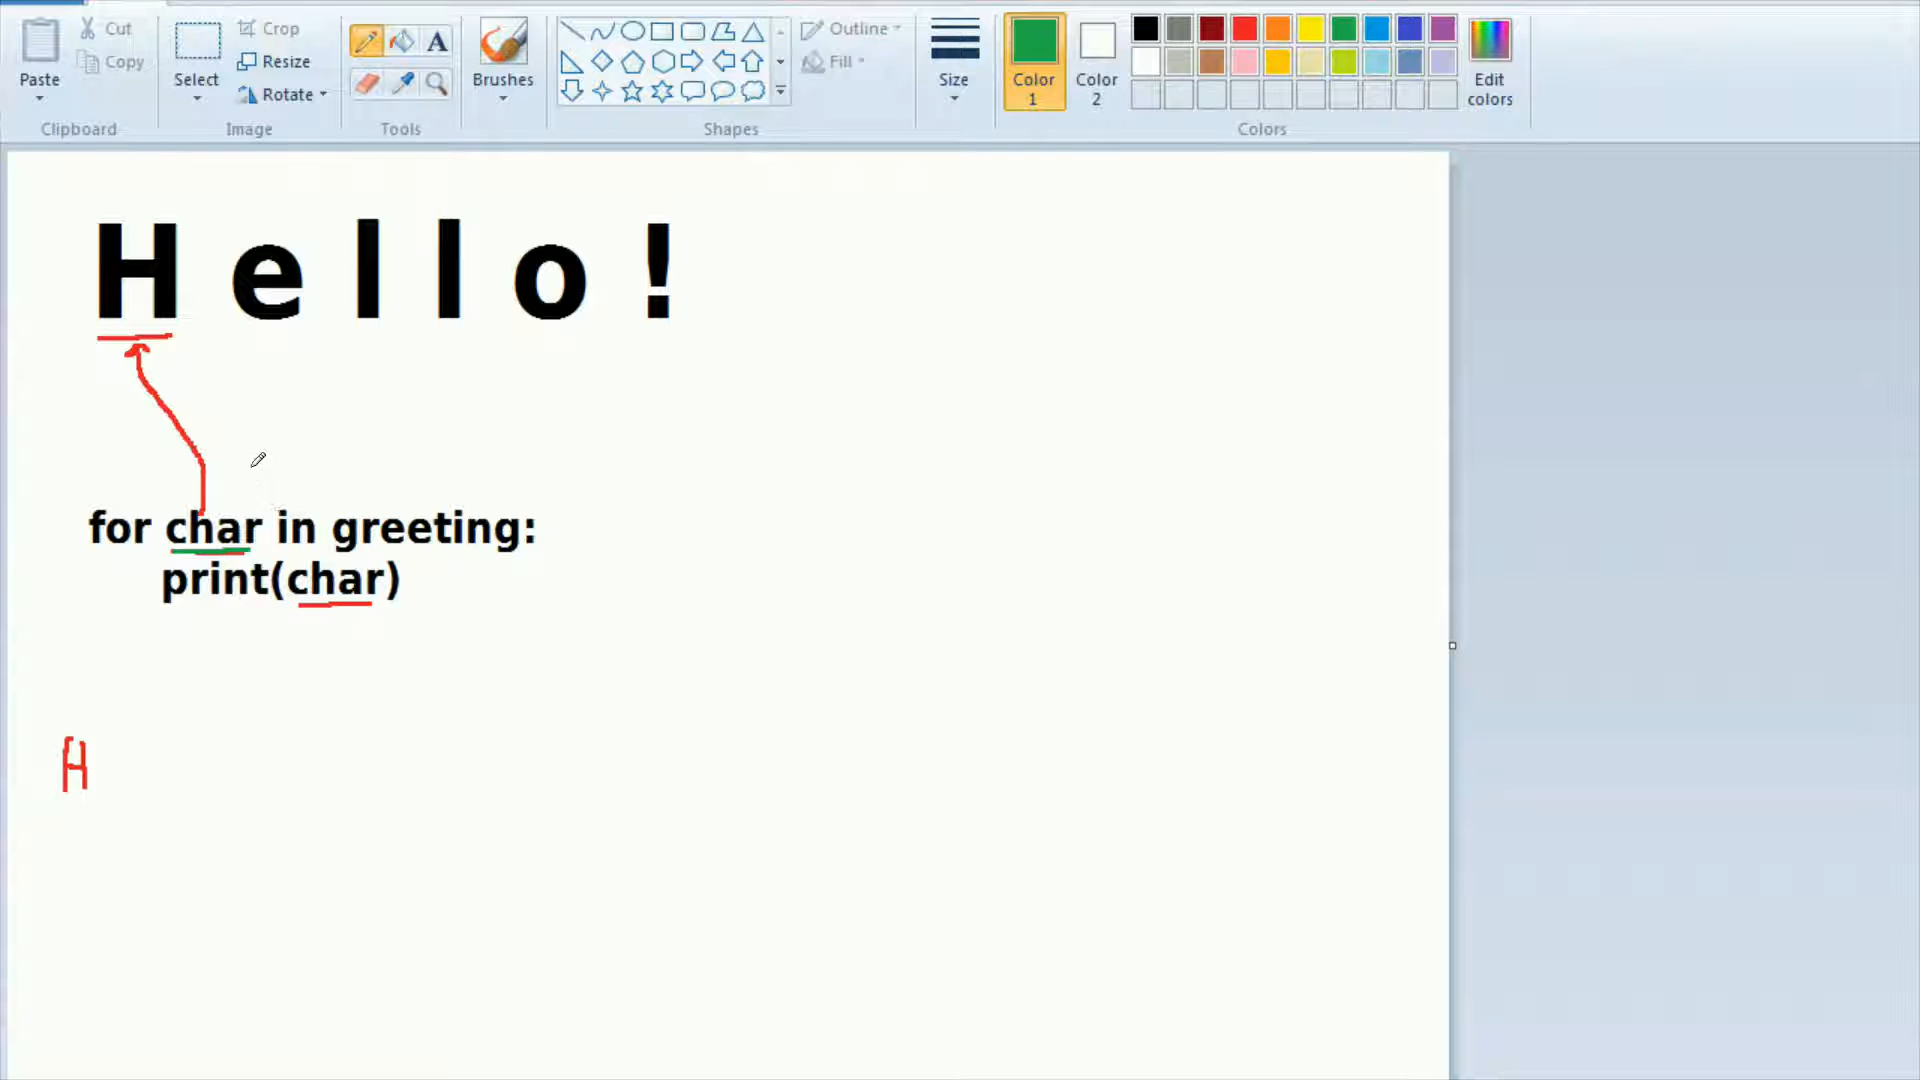 Cut
Crop
Outline
Copy
Resize
Fill
Paste
Select
Rotate
A
Brushes
Size
Color 1
Color 2
Edit colors
Clipboard
Image
Tools
Shapes
Colors
H e l l o !
for char in greeting:
print(char)
H